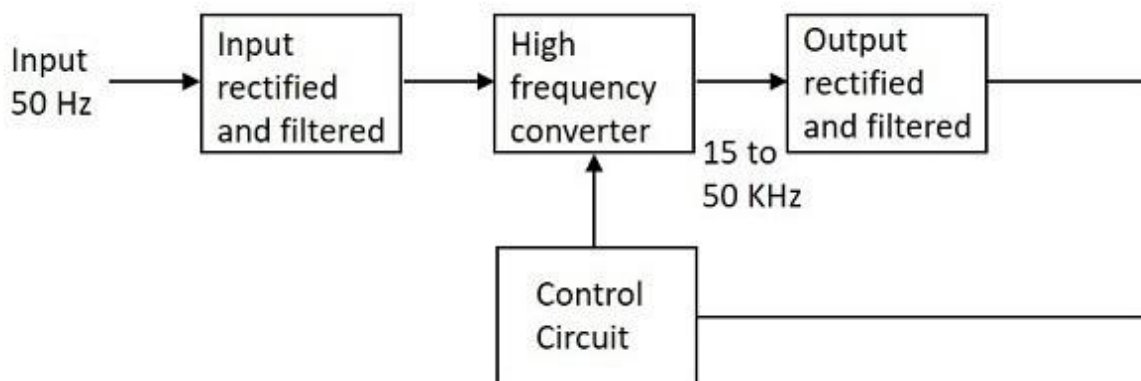 Input
50 Hz
Input
rectified
and filtered
High
frequency
converter
15 to
50 KHz
Output
rectified
and filtered
Control
Circuit